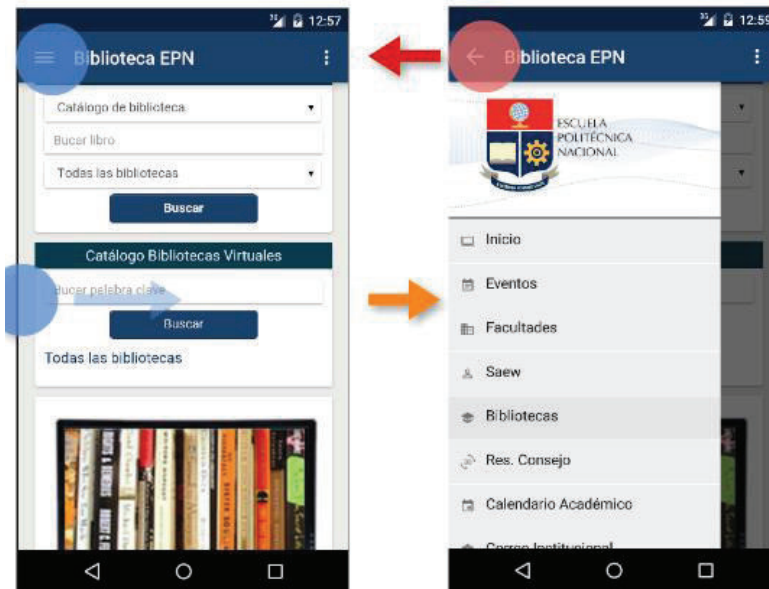 12:57
Biblioteca EPN
Catálogo de biblioteca
Bucar libro
Todas las bibliotecas
Buscar
Catálogo Bibliotecas Virtuales
Bucar palabra clave
Buscar
Todas las bibliotecas
12:59
Biblioteca EPN
ESCUELA
POLITÉCNICA
NACIONAL
Inicio
Eventos
Facultades
Saew
Bibliotecas
Res. Consejo
Calendario Académico
Correo Institucional